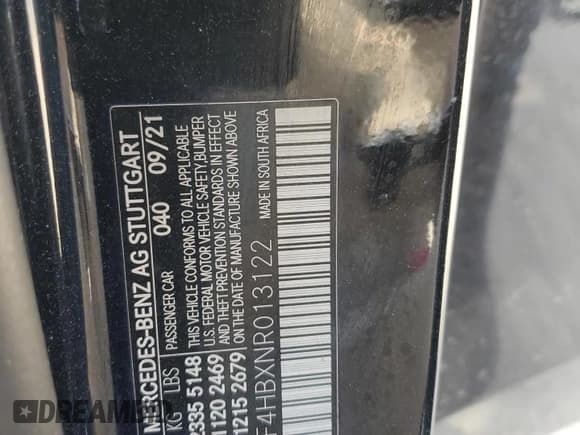 MERCEDES-BENZ AG STUTTGART
PASSENGER CAR 040 09/21
KG LBS
2335 5148
1120 2469
1215 2679
THIS VEHICLE CONFORMS TO ALL APPLICABLE
U.S. FEDERAL MOTOR VEHICLE SAFETY,BUMPER
AND THEFT PREVENTION STANDARDS IN EFFECT
ON THE DATE OF MANUFACTURE SHOWN ABOVE
F4HBXNR013122 MADE IN SOUTH AFRICA
DREAMBID